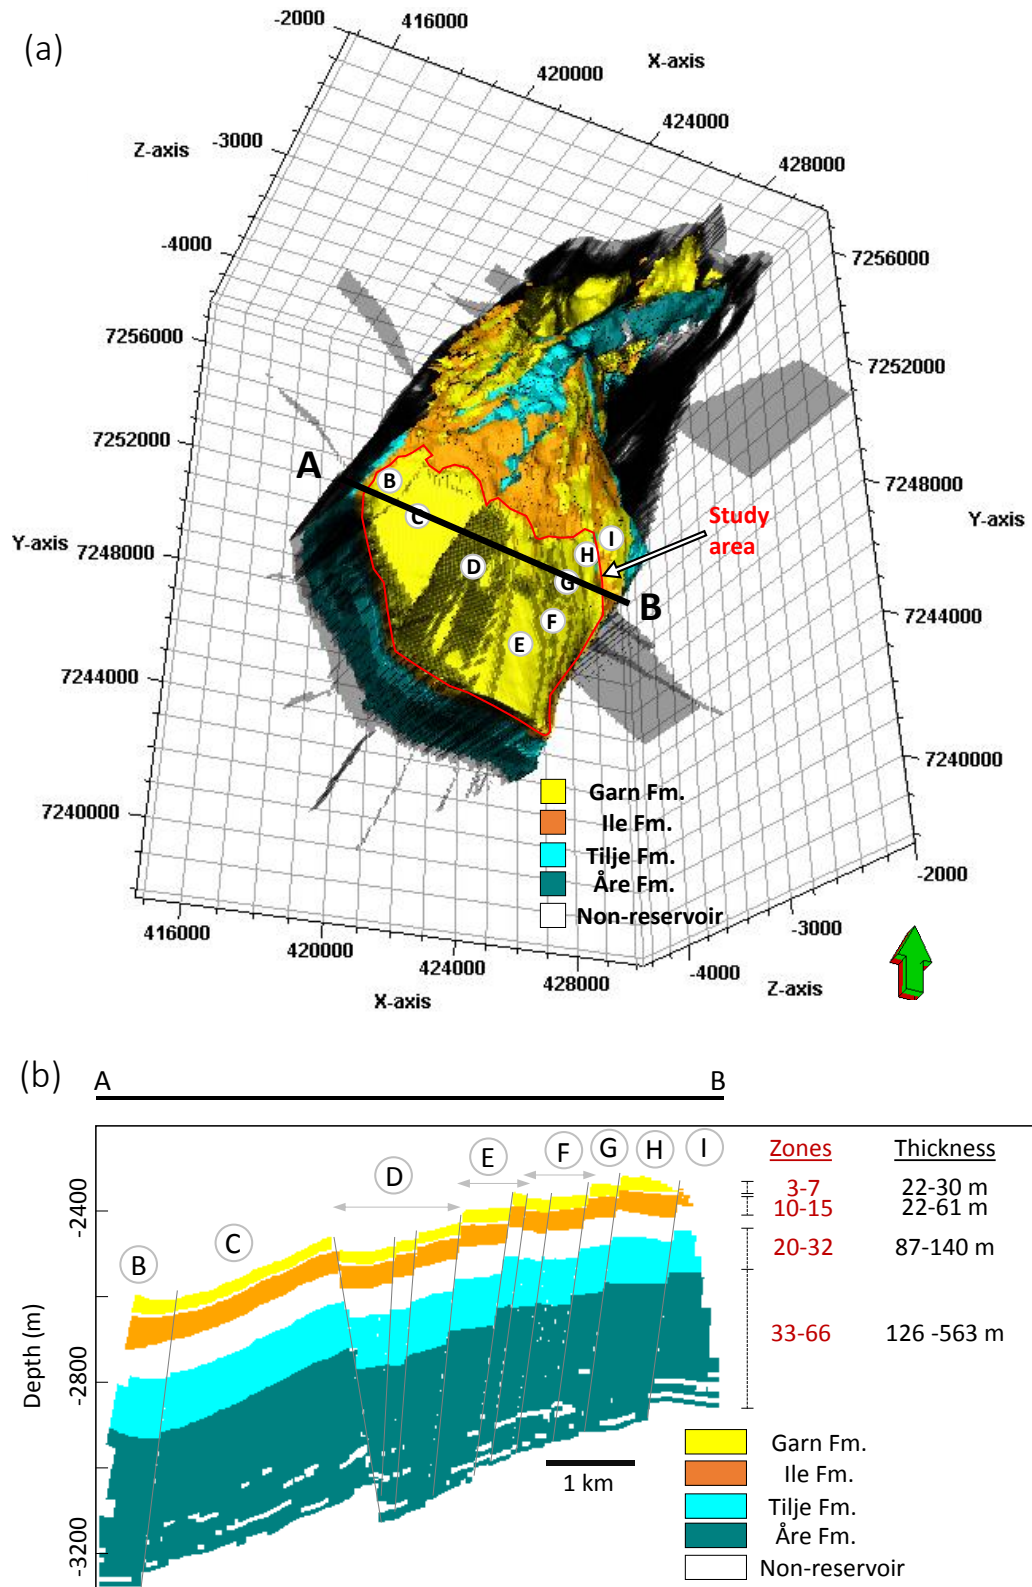 (a)
-2000
416000
X-axis
420000
424000
428000
Z-axis
-3000
-4000
7256000
7256000
7252000
7252000
A
B
C
D
E
F
G
H
I
B
Study
area
7248000
Y-axis
Y-axis
7248000
7244000
7244000
7240000
7240000
Garn Fm.
Ile Fm.
Tilje Fm.
Åre Fm.
Non-reservoir
416000
420000
424000
428000
X-axis
-4000
-3000
-2000
Z-axis
(b)
A B
B
C
D
E
F
G
H
I
Zones Thickness
3-7 22-30 m
10-15 22-61 m
20-32 87-140 m
33-66 126 -563 m
Depth (m)
-2400
-2800
-3200
1 km
Garn Fm.
Ile Fm.
Tilje Fm.
Åre Fm.
Non-reservoir